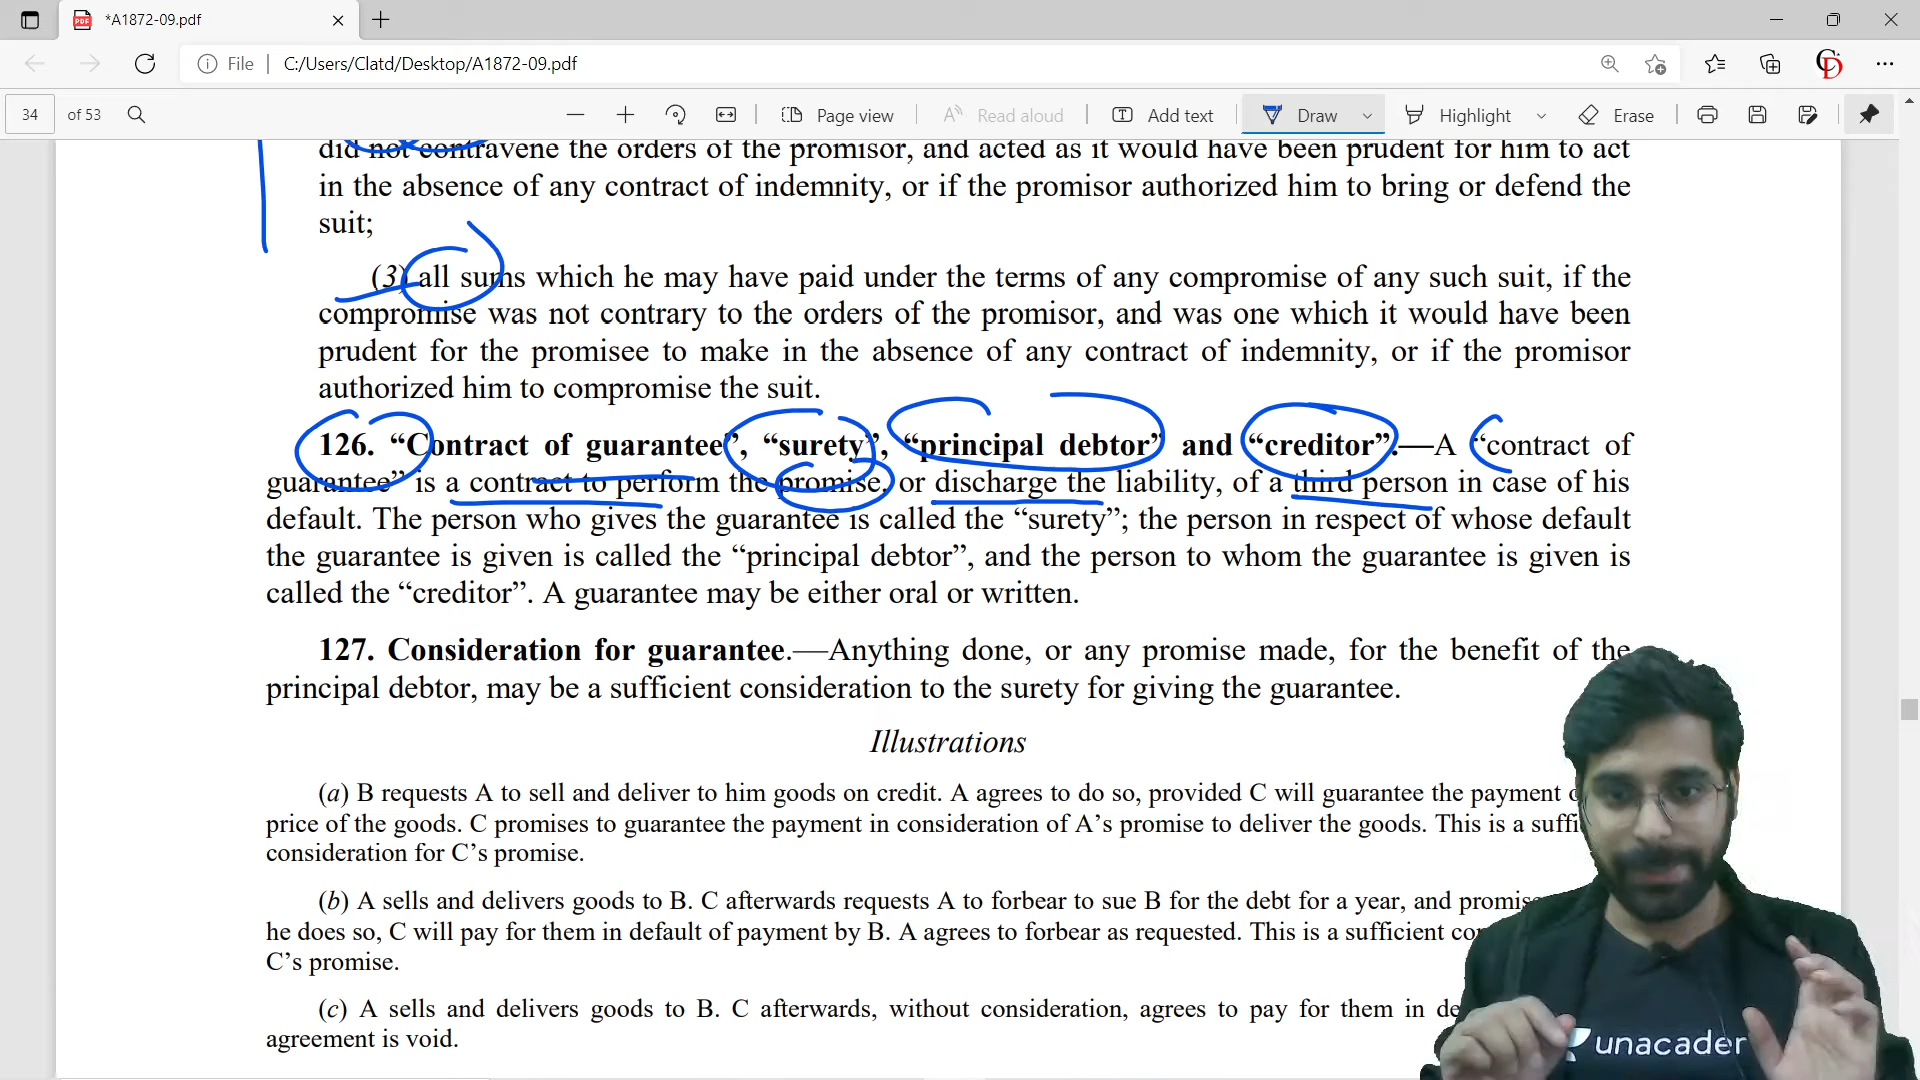 *A1872-09.pdf
File
C:/Users/Clatd/Desktop/A1872-09.pdf
CD
34 of 53
Page view
Read aloud
Add text
Draw
Highlight
Erase
did not contravene the orders of the promisor, and acted as it would have been prudent for him to act
in the absence of any contract of indemnity, or if the promisor authorized him to bring or defend the
suit;
(3) all sums which he may have paid under the terms of any compromise of any such suit, if the
compromise was not contrary to the orders of the promisor, and was one which it would have been
prudent for the promisee to make in the absence of any contract of indemnity, or if the promisor
authorized him to compromise the suit.
126. “Contract of guarantee”, “surety”, “principal debtor” and “creditor”.—A “contract of
guarantee” is a contract to perform the promise, or discharge the liability, of a third person in case of his
default. The person who gives the guarantee is called the “surety”; the person in respect of whose default
the guarantee is given is called the “principal debtor”, and the person to whom the guarantee is given is
called the “creditor”. A guarantee may be either oral or written.
127. Consideration for guarantee.—Anything done, or any promise made, for the benefit of the
principal debtor, may be a sufficient consideration to the surety for giving the guarantee.
Illustrations
(a) B requests A to sell and deliver to him goods on credit. A agrees to do so, provided C will guarantee the payment
price of the goods. C promises to guarantee the payment in consideration of A’s promise to deliver the goods. This is a suffi
consideration for C’s promise.
(b) A sells and delivers goods to B. C afterwards requests A to forbear to sue B for the debt for a year, and promis
he does so, C will pay for them in default of payment by B. A agrees to forbear as requested. This is a sufficient co
C’s promise.
(c) A sells and delivers goods to B. C afterwards, without consideration, agrees to pay for them in de
agreement is void.
unacader